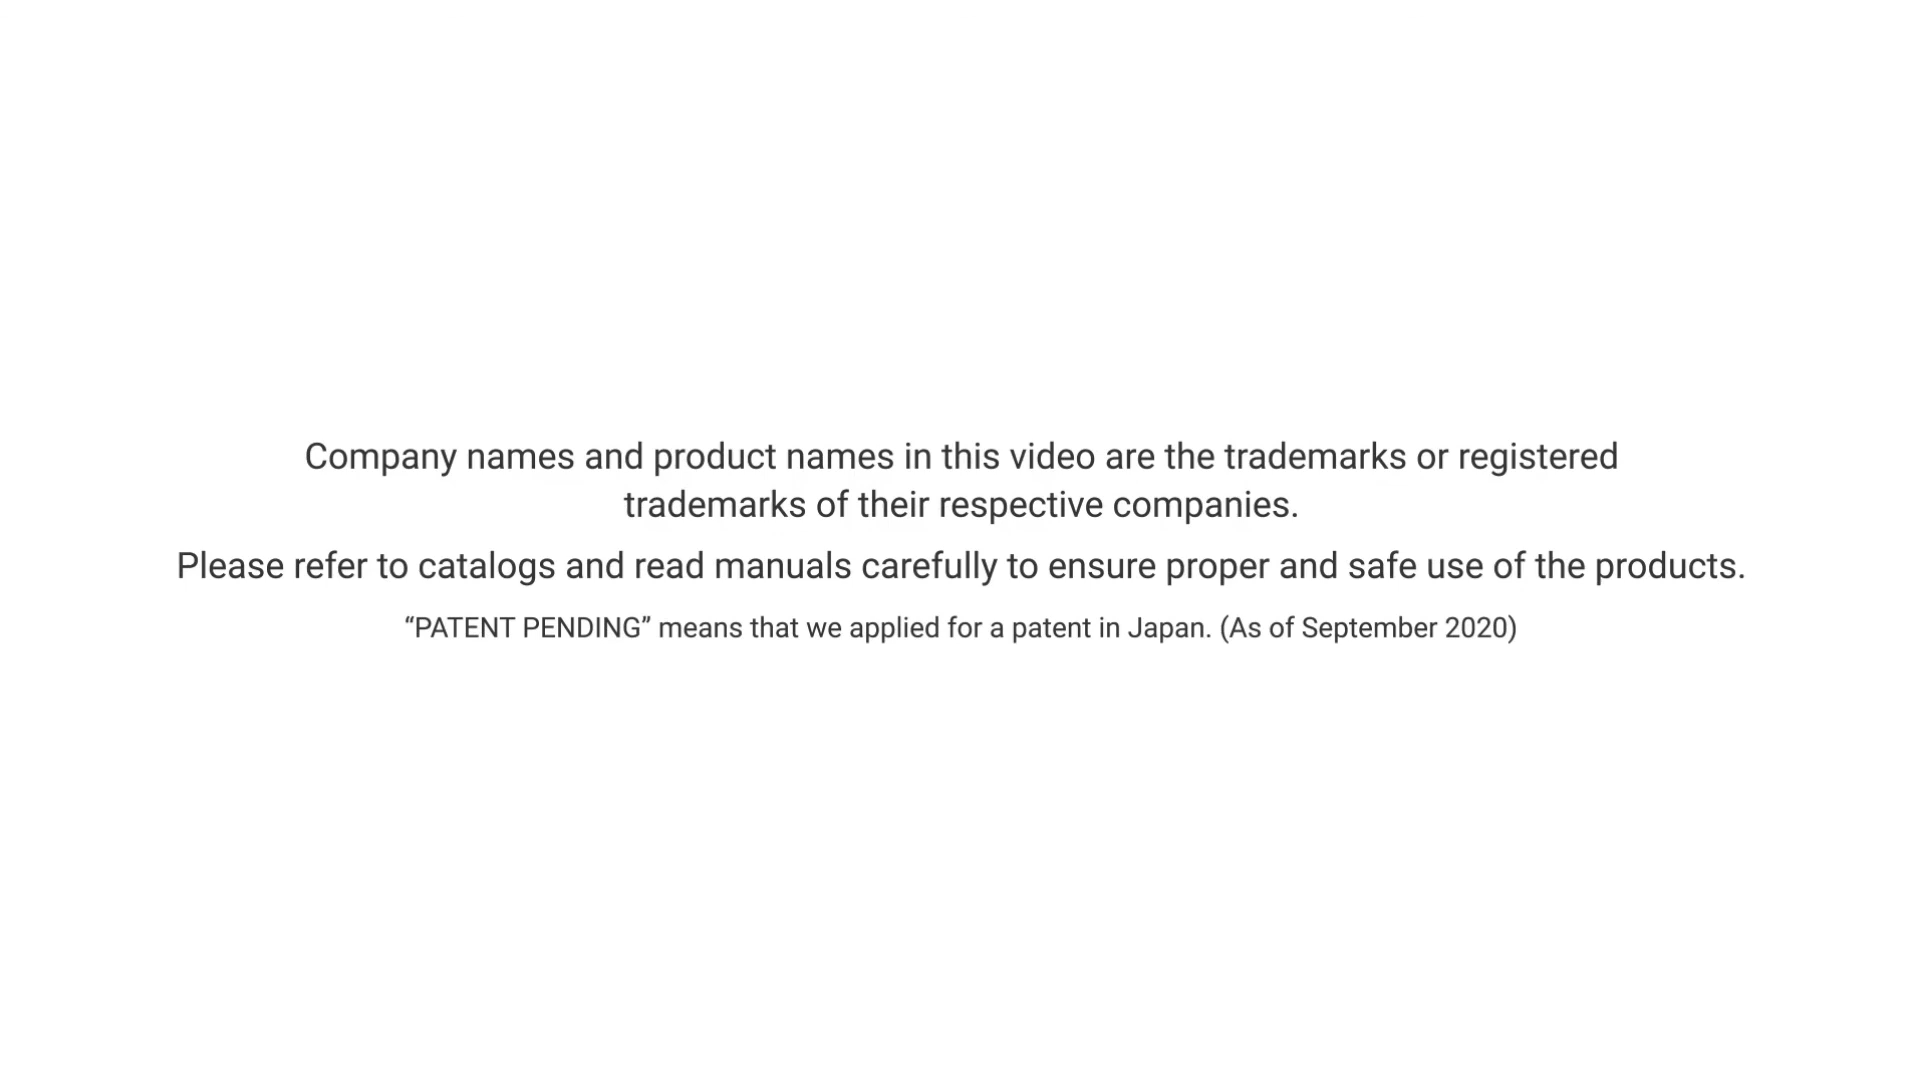 Company names and product names in this video are the trademarks or registered
trademarks of their respective companies.
Please refer to catalogs and read manuals carefully to ensure proper and safe use of the products.
“PATENT PENDING” means that we applied for a patent in Japan. (As of September 2020)